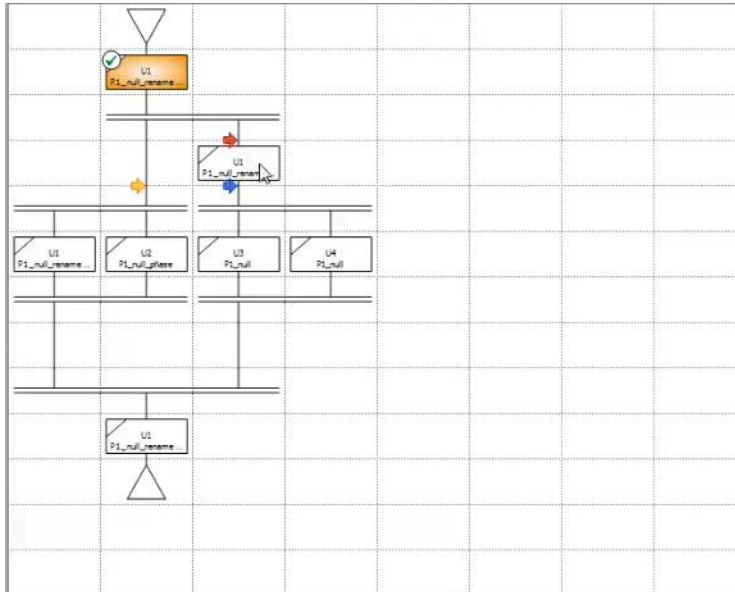 U1
P1_null_rename ...
U1
P1_null_renam
U1
P1_null_rename ...
U2
P1_null_phase
U3
P1_null
U4
P1_null
U1
P1_null_rename ...